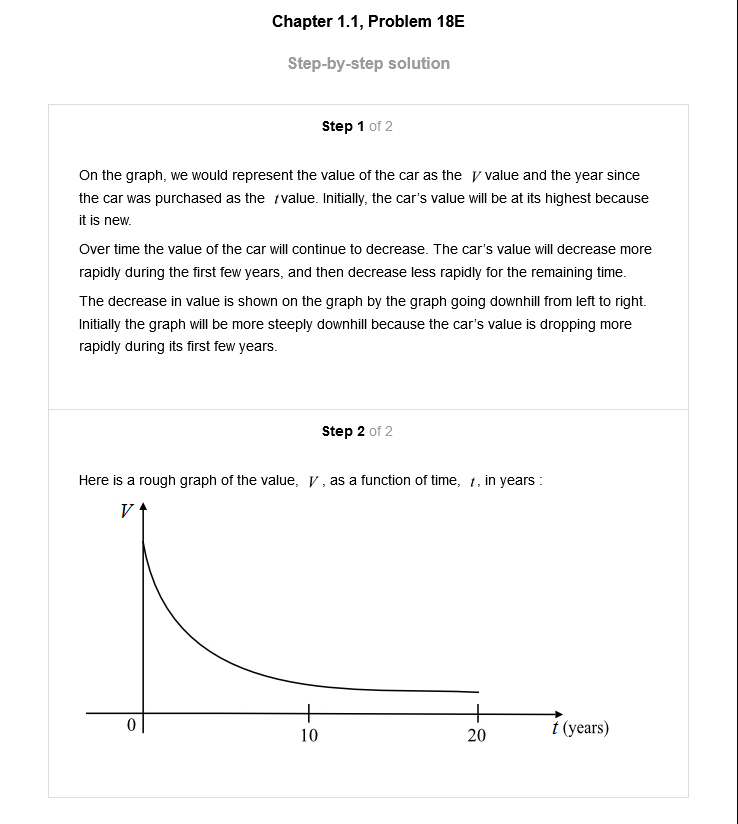 Chapter 1.1, Problem 18E
Step-by-step solution
Step 1 of 2
On the graph, we would represent the value of the car as the V value and the year since
the car was purchased as the t value. Initially, the car's value will be at its highest because
it is new.
Over time the value of the car will continue to decrease. The car's value will decrease more
rapidly during the first few years, and then decrease less rapidly for the remaining time.
The decrease in value is shown on the graph by the graph going downhill from left to right.
Initially the graph will be more steeply downhill because the car's value is dropping more
rapidly during its first few years.
Step 2 of 2
Here is a rough graph of the value, V, as a function of time, t, in years :
V
0
10
20
t (years)